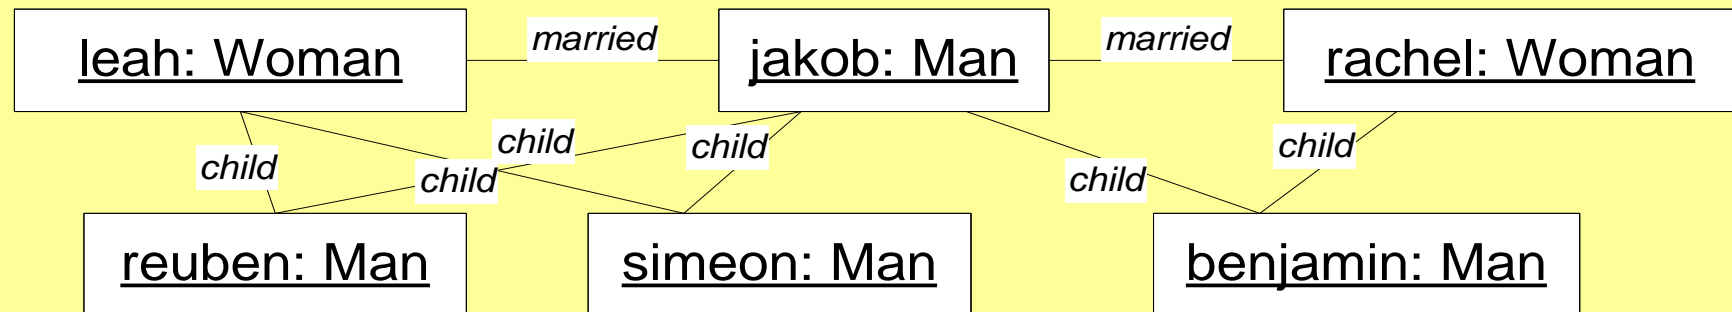 leah: Woman
married
jakob: Man
married
rachel: Woman
child
child
child
child
child
child
reuben: Man
simeon: Man
benjamin: Man